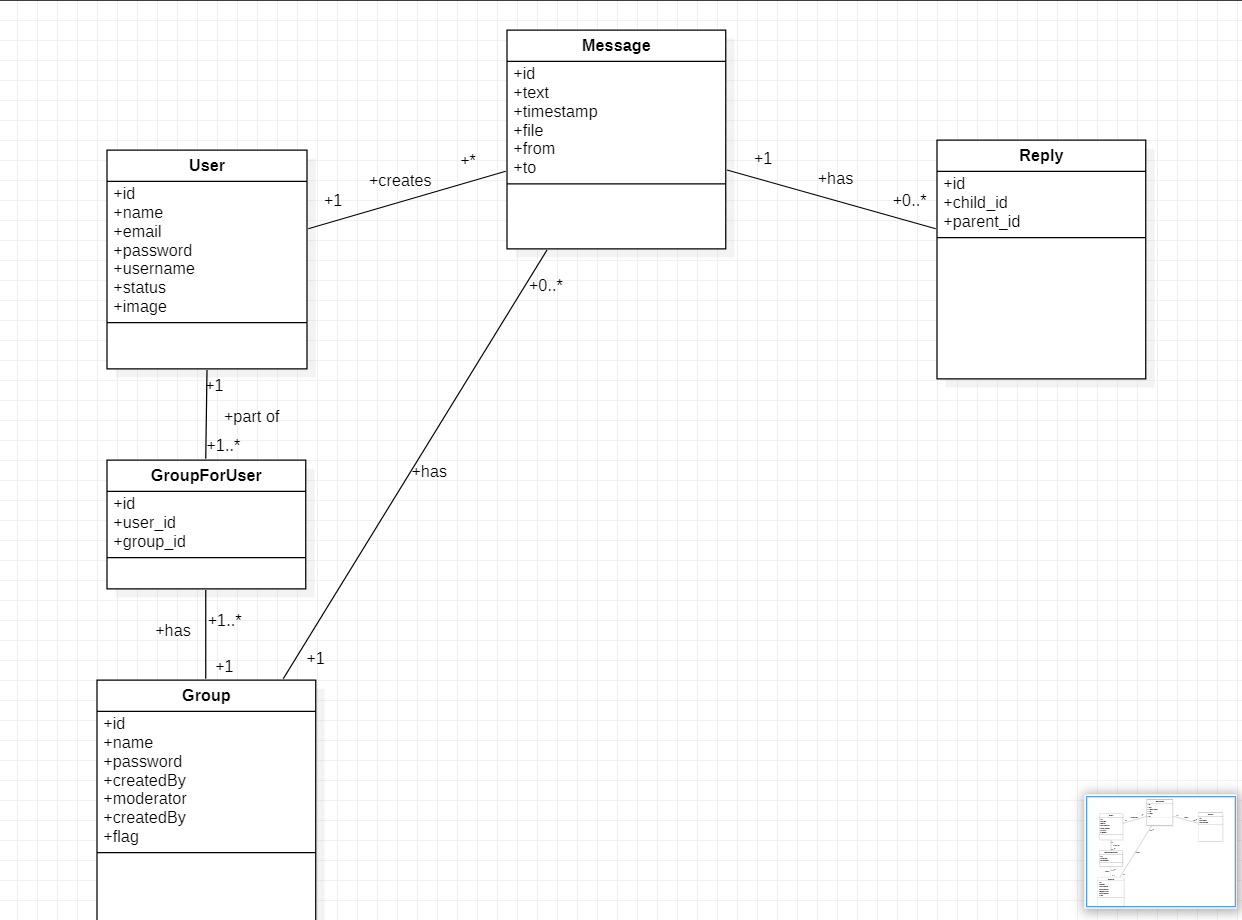 Message
+id
+text
+timestamp
+file
+from
+to
User
+id
+name
+email
+password
+username
+status
+image
+1
+creates
+*
+1
+has
+0..*
Reply
+id
+child_id
+parent_id
+0..*
+has
+1
+1
+part of
+1..*
GroupForUser
+id
+user_id
+group_id
+1..*
+has
+1
Group
+id
+name
+password
+createdBy
+moderator
+createdBy
+flag